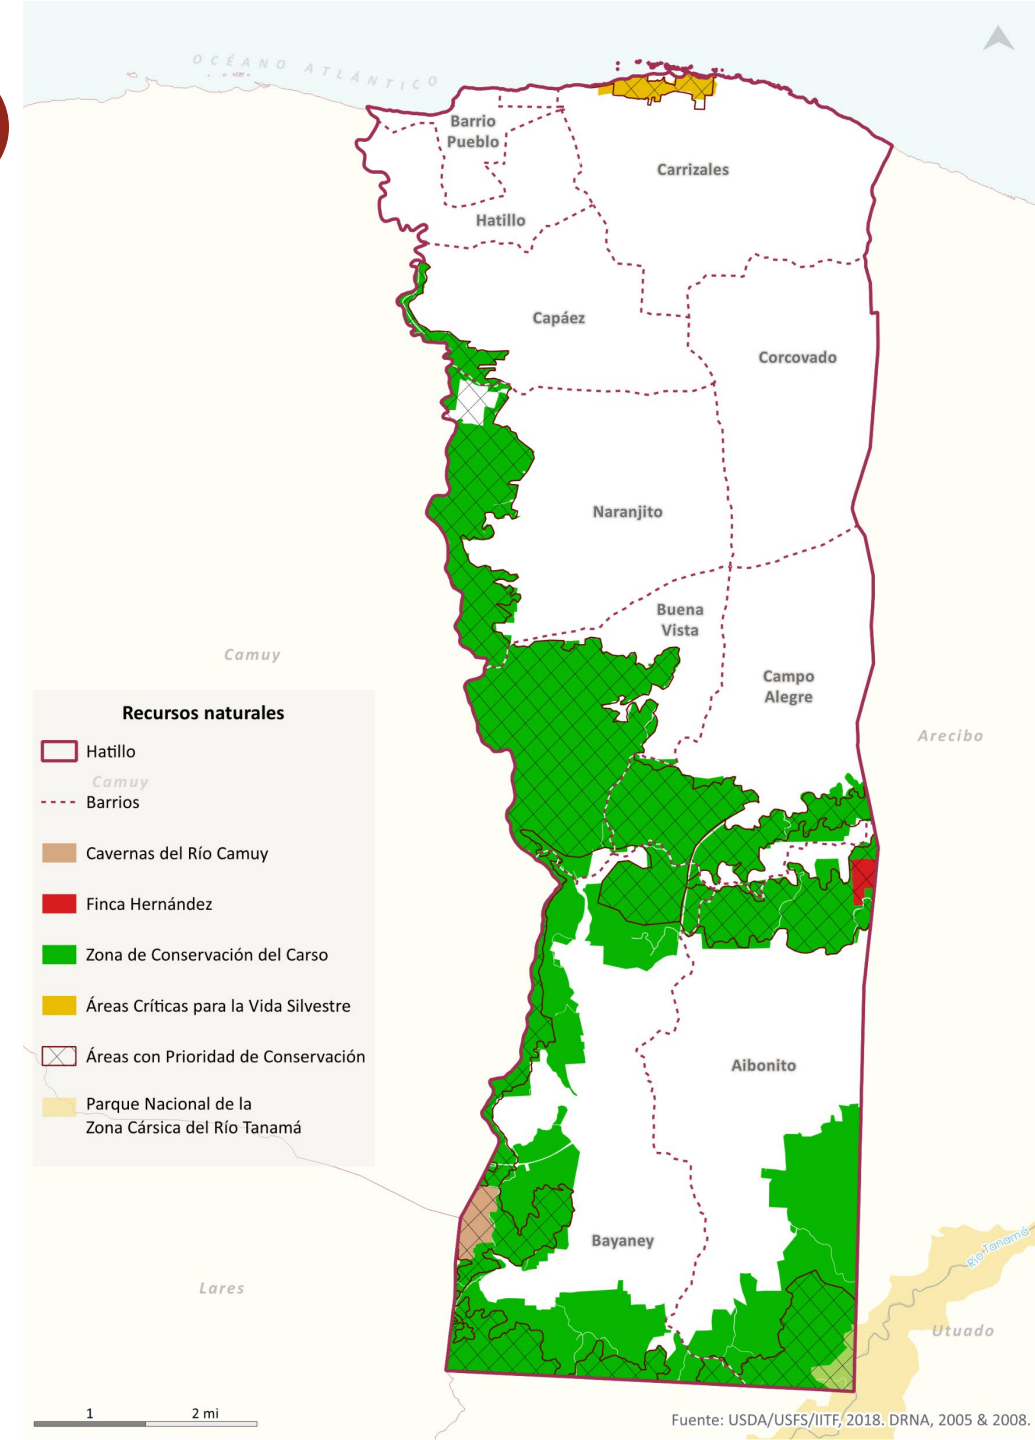 OCÉANO ATLÁNTICO
Barrio
Pueblo
Carrizales
Hatillo
Capáez
Corcovado
Naranjito
Buena
Vista
Camuy
Campo
Alegre
Arecibo
Recursos naturales
Hatillo
Camuy
Barrios
Cavernas del Río Camuy
Finca Hernández
Zona de Conservación del Carso
Áreas Críticas para la Vida Silvestre
Áreas con Prioridad de Conservación
Parque Nacional de la
Zona Cársica del Río Tanamá
Aibonito
Bayaney
Río Tanamá
Lares
Utuado
1 2 mi
Fuente: USDA/USFS/IITF, 2018. DRNA, 2005 & 2008.